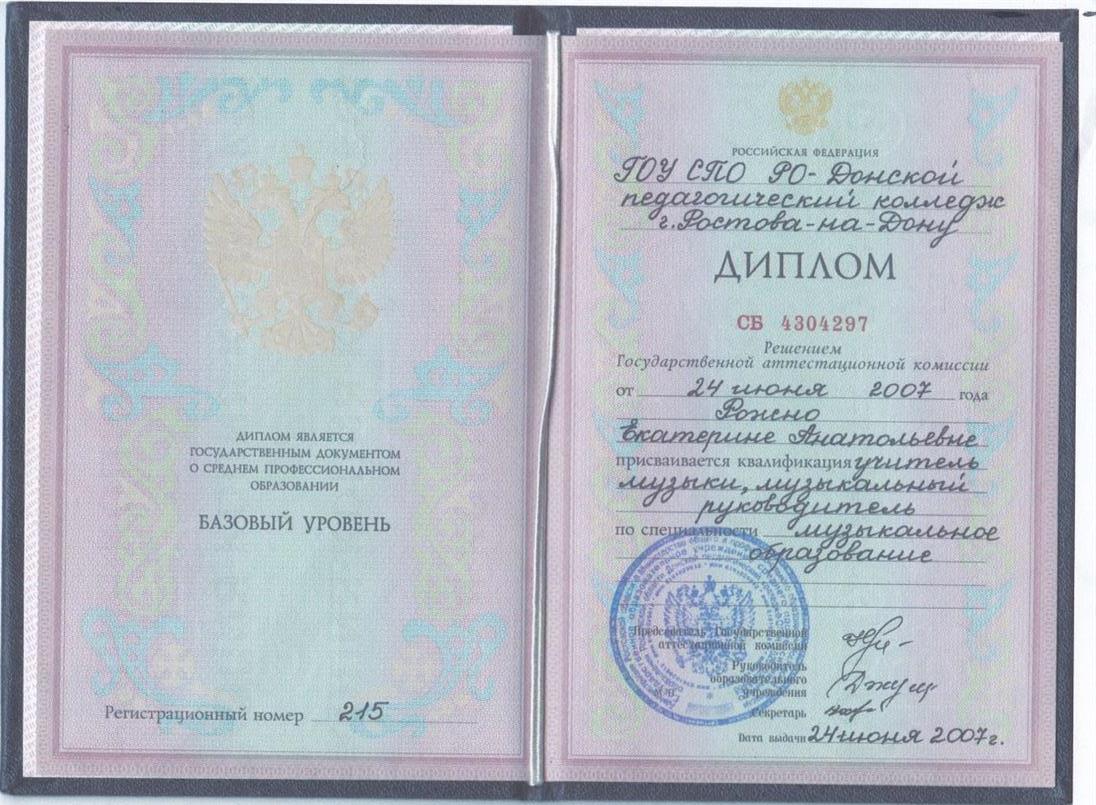 ДИПЛОМ ЯВЛЯЕТСЯ
ГОСУДАРСТВЕННЫМ ДОКУМЕНТОМ
О СРЕДНЕМ ПРОФЕССИОНАЛЬНОМ
ОБРАЗОВАНИИ
БАЗОВЫЙ УРОВЕНЬ
Регистрационный номер 215
РОССИЙСКАЯ ФЕДЕРАЦИЯ
ГОУ СПО РО- Донской
педагогический колледж
г. Ростова-на-Дону
ДИПЛОМ
СБ 4304297
Решением
Государственной аттестационной комиссии
от 24 июня 2007 года
Рожно
Екатерине Анатольевне
присваивается квалификация учитель
музыки, музыкальный
руководитель
по специальности музыкальное
образование
Председатель Государственной
аттестационной комиссии
Руководитель
образовательного
М.П. учреждения
Секретарь
Дата выдачи 24 июня 2007г.